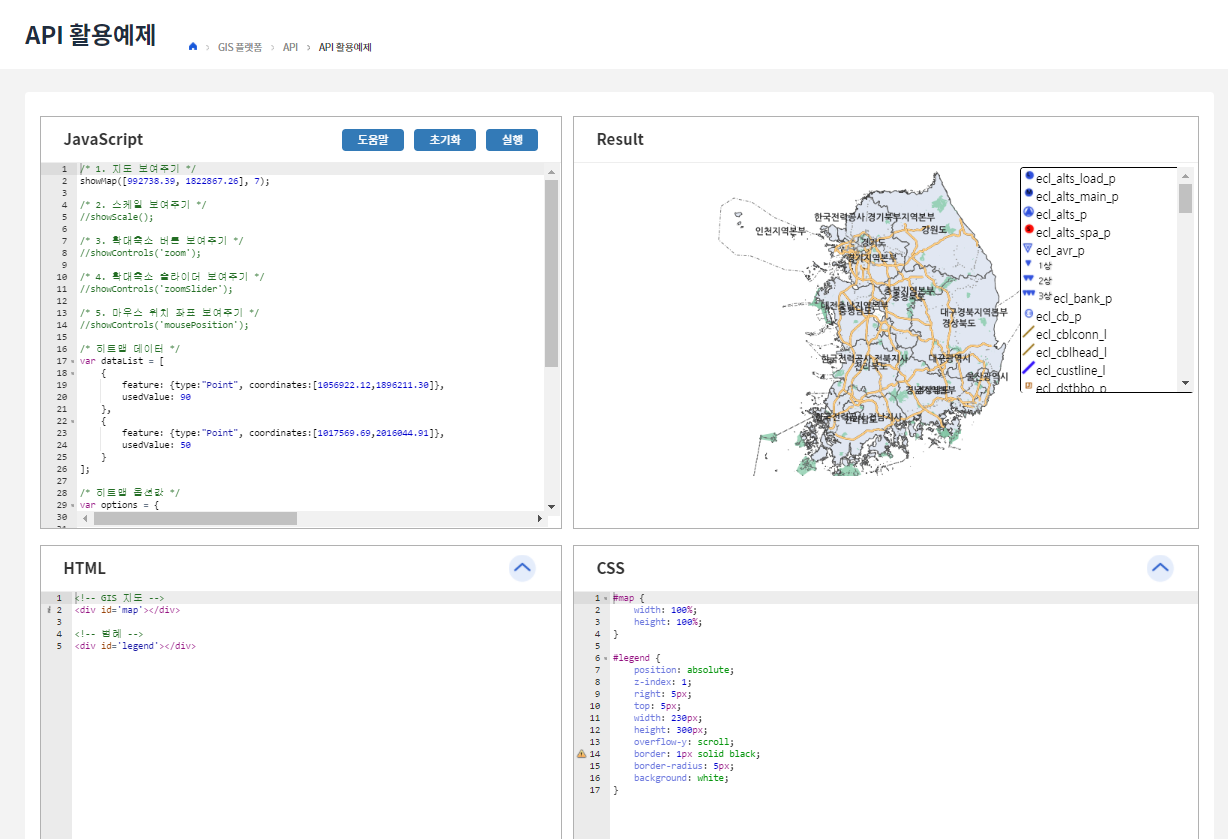 API 활용예제
GIS 플랫폼 > API > API 활용예제
JavaScript
도움말 초기화 실행
1 /* 1. 지도 보여주기 */
2 showMap([992738.39, 1822867.26], 7);
3
4 /* 2. 스케일 보여주기 */
5 //showScale();
6
7 /* 3. 확대축소 버튼 보여주기 */
8 //showControls('zoom');
9
10 /* 4. 확대축소 슬라이더 보여주기 */
11 //showControls('zoomSlider');
12
13 /* 5. 마우스 위치 좌표 보여주기 */
14 //showControls('mousePosition');
15
16 /* 히트맵 데이터 */
17 var dataList = [
18 {
19 feature: {type:"Point", coordinates:[1056922.12,1896211.30]},
20 usedValue: 90
21 },
22 {
23 feature: {type:"Point", coordinates:[1017569.69,2016044.91]},
24 usedValue: 50
25 }
26 ];
27
28 /* 히트맵 옵션값 */
29 var options = {
30
Result
한국전력공사 경기북부지역본부
인천지역본부
강원도
경기도
경기지역본부
충북지역본부
충청북도
대전충남지역본부
충청남도
대구경북지역본부
경상북도
한국전력공사 전북지사
전라북도
대구광역시
울산광역시
ecl_alts_load_p
ecl_alts_main_p
ecl_alts_p
ecl_alts_spa_p
ecl_avr_p
1상
2상
3상 ecl_bank_p
ecl_cb_p
ecl_cblconn_l
ecl_cblhead_l
ecl_custline_l
ecl_dstbbo_p
HTML
1 <!-- GIS 지도 -->
2 <div id='map'></div>
3
4 <!-- 범례 -->
5 <div id='legend'></div>
CSS
1 #map {
2 width: 100%;
3 height: 100%;
4 }
5
6 #legend {
7 position: absolute;
8 z-index: 1;
9 right: 5px;
10 top: 5px;
11 width: 230px;
12 height: 300px;
13 overflow-y: scroll;
14 border: 1px solid black;
15 border-radius: 5px;
16 background: white;
17 }